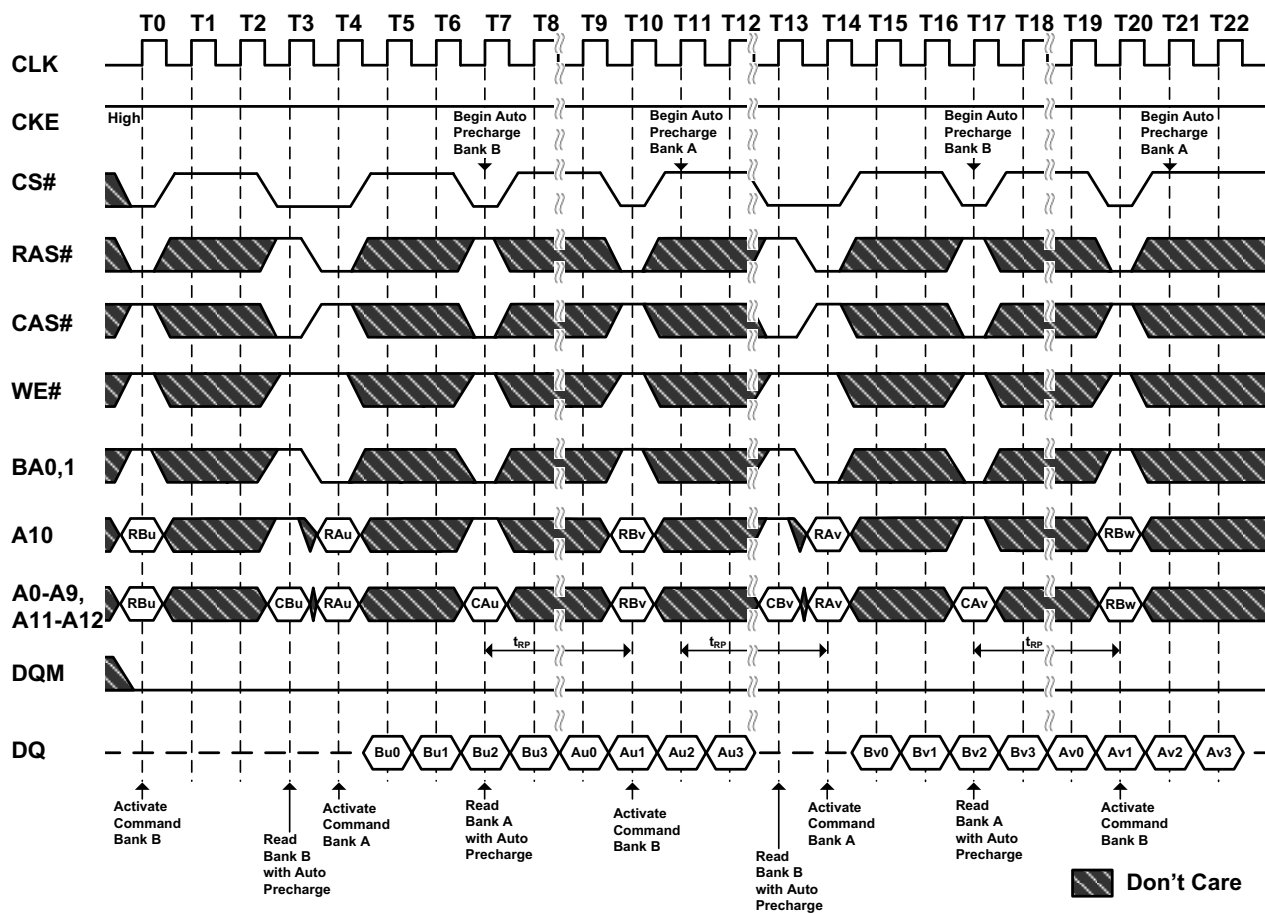 T0 T1 T2 T3 T4 T5 T6 T7 T8 T9 T10 T11 T12 T13 T14 T15 T16 T17 T18 T19 T20 T21 T22
CLK
CKE
High
Begin Auto
Precharge
Bank B
Begin Auto
Precharge
Bank A
Begin Auto
Precharge
Bank B
Begin Auto
Precharge
Bank A
CS#
RAS#
CAS#
WE#
BA0,1
A10
RBu RAu RBv RAv RBw
A0-A9,
A11-A12
RBu CBu RAu CAu RBv CBv RAv CAv RBw
tRP tRP tRP
DQM
DQ
Bu0 Bu1 Bu2 Bu3 Au0 Au1 Au2 Au3 Bv0 Bv1 Bv2 Bv3 Av0 Av1 Av2 Av3
Activate
Command
Bank B
Read
Bank B
with Auto
Precharge
Activate
Command
Bank A
Read
Bank A
with Auto
Precharge
Activate
Command
Bank B
Read
Bank B
with Auto
Precharge
Activate
Command
Bank A
Read
Bank A
with Auto
Precharge
Activate
Command
Bank B
Don't Care